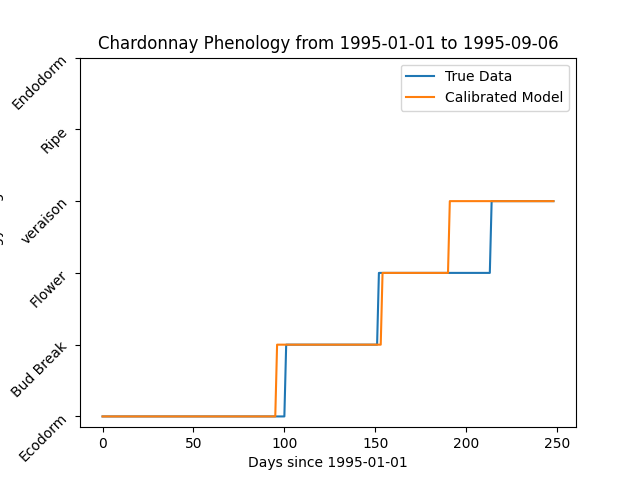 Chardonnay Phenology from 1995-01-01 to 1995-09-06
True Data
Calibrated Model
Endodorm
Ripe
veraison
Flower
Bud Break
Ecodorm
0 50 100 150 200 250
Days since 1995-01-01